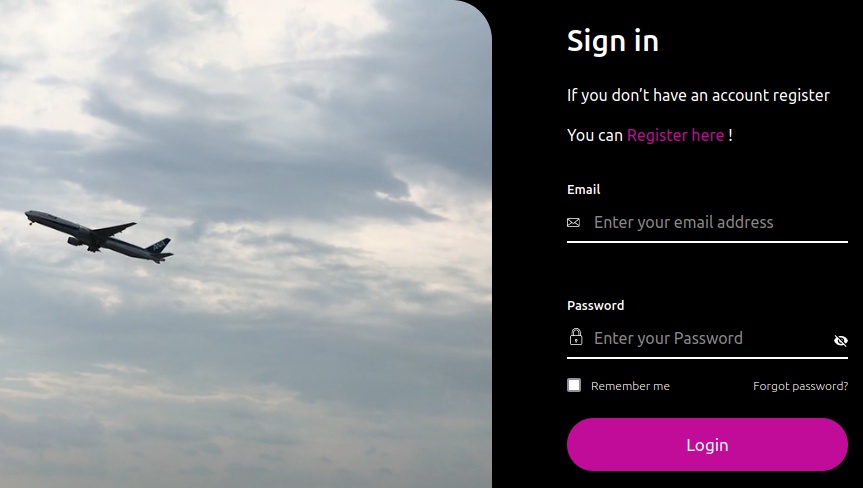 Sign in
If you don’t have an account register
You can Register here !
Email
Enter your email address
Password
Enter your Password
Remember me Forgot password?
Login